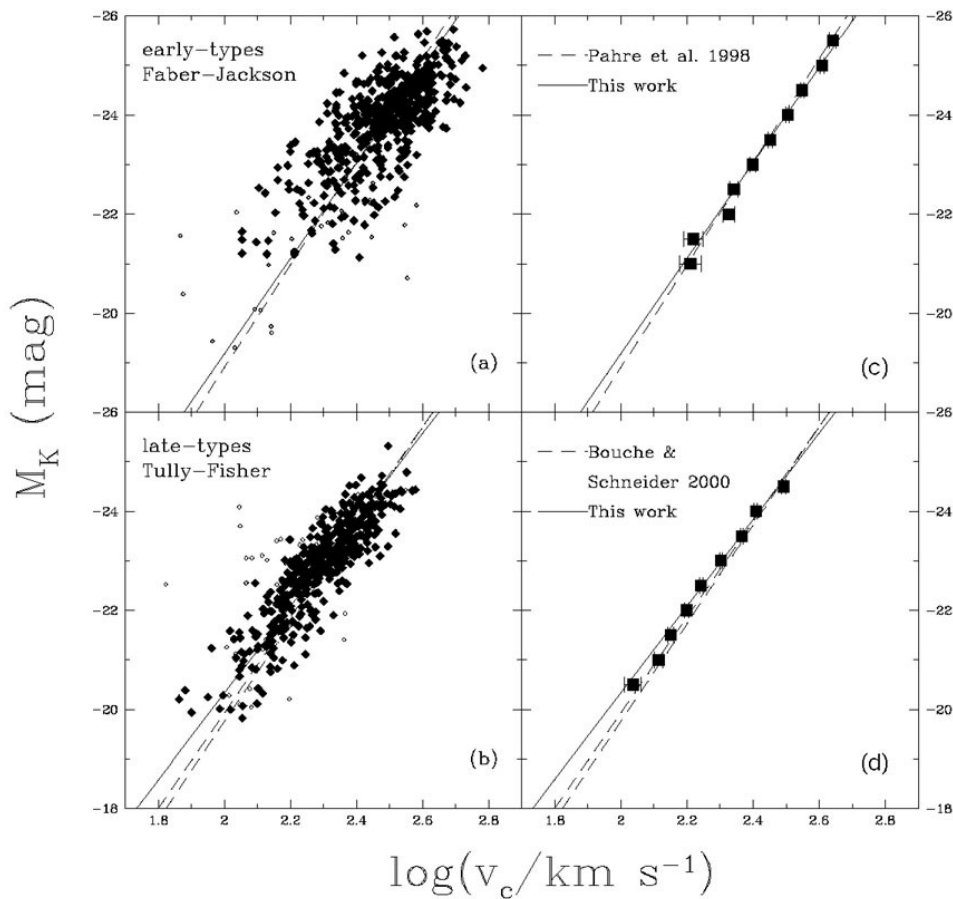 -26
early-types
Faber-Jackson
-24
-22
-20
(a)
-26
-26
Pahre et al. 1998
This work
-24
-22
-20
(c)
-26
late-types
Tully-Fisher
-24
-22
-20
-18
(b)
1.8 2 2.2 2.4 2.6 2.8
Bouche &
Schneider 2000
This work
-24
-22
-20
-18
(d)
1.8 2 2.2 2.4 2.6 2.8
M_K (mag)
log(v_c/km s⁻¹)